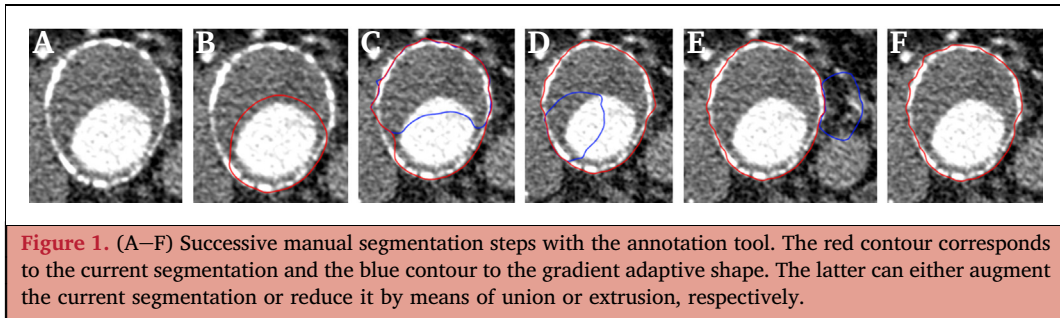 A B C D E F
Figure 1. (A–F) Successive manual segmentation steps with the annotation tool. The red contour corresponds
to the current segmentation and the blue contour to the gradient adaptive shape. The latter can either augment
the current segmentation or reduce it by means of union or extrusion, respectively.